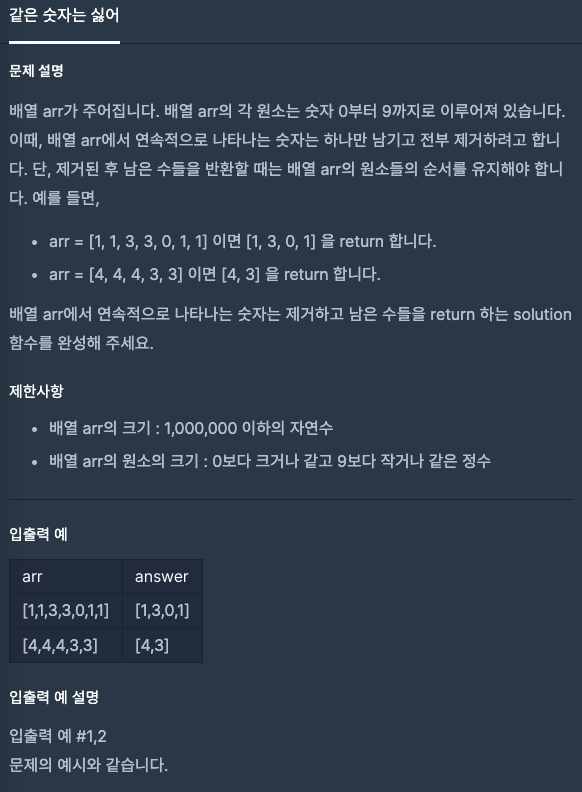 같은 숫자는 싫어
문제 설명
배열 arr가 주어집니다. 배열 arr의 각 원소는 숫자 0부터 9까지로 이루어져 있습니다.
이때, 배열 arr에서 연속적으로 나타나는 숫자는 하나만 남기고 전부 제거하려고 합니
다. 단, 제거된 후 남은 수들을 반환할 때는 배열 arr의 원소들의 순서를 유지해야 합니
다. 예를 들면,
• arr = [1, 1, 3, 3, 0, 1, 1] 이면 [1, 3, 0, 1] 을 return 합니다.
• arr = [4, 4, 4, 3, 3] 이면 [4, 3] 을 return 합니다.
배열 arr에서 연속적으로 나타나는 숫자는 제거하고 남은 수들을 return 하는 solution
함수를 완성해 주세요.
제한사항
• 배열 arr의 크기 : 1,000,000 이하의 자연수
• 배열 arr의 원소의 크기 : 0보다 크거나 같고 9보다 작거나 같은 정수
입출력 예
arr answer
[1,1,3,3,0,1,1] [1,3,0,1]
[4,4,4,3,3] [4,3]
입출력 예 설명
입출력 예 #1,2
문제의 예시와 같습니다.